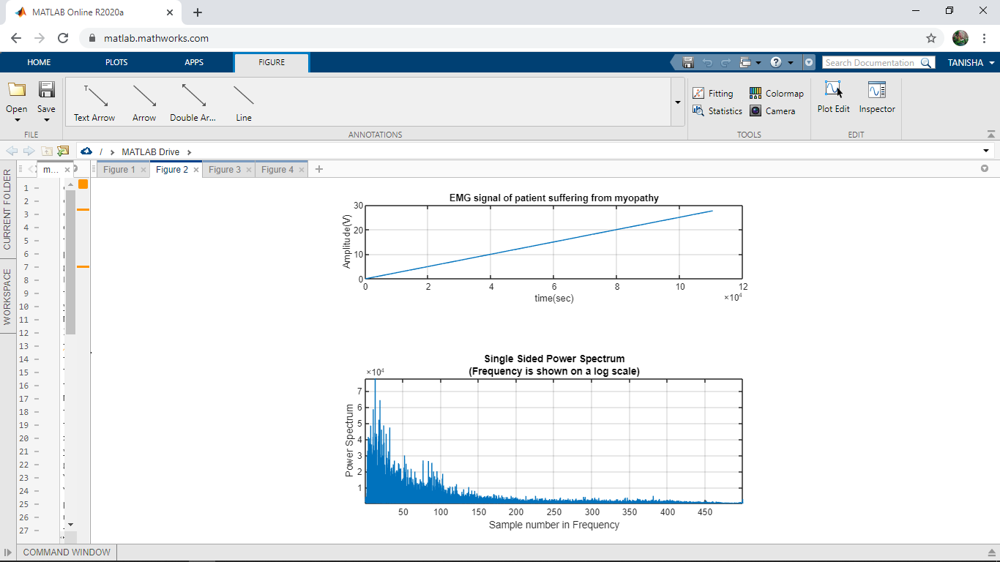 MATLAB Online R2020a
matlab.mathworks.com
HOME PLOTS APPS FIGURE Search Documentation TANISHA
Open Save Text Arrow Arrow Double Ar... Line Fitting Colormap Statistics Camera Plot Edit Inspector
FILE ANNOTATIONS TOOLS EDIT
/ MATLAB Drive
CURRENT FOLDER
WORKSPACE
m... Figure 1 Figure 2 Figure 3 Figure 4
1
2
3
4
5
6
7
8
9
10
11
12
13
14
15
16
17
18
19
20
21
22
23
24
25
26
27
EMG signal of patient suffering from myopathy
Amplitude(V)
30
20
10
0
0 2 4 6 8 10 12
×10⁴
time(sec)
Single Sided Power Spectrum
(Frequency is shown on a log scale)
×10⁴
Power Spectrum
7
6
5
4
3
2
1
50 100 150 200 250 300 350 400 450
Sample number in Frequency
COMMAND WINDOW